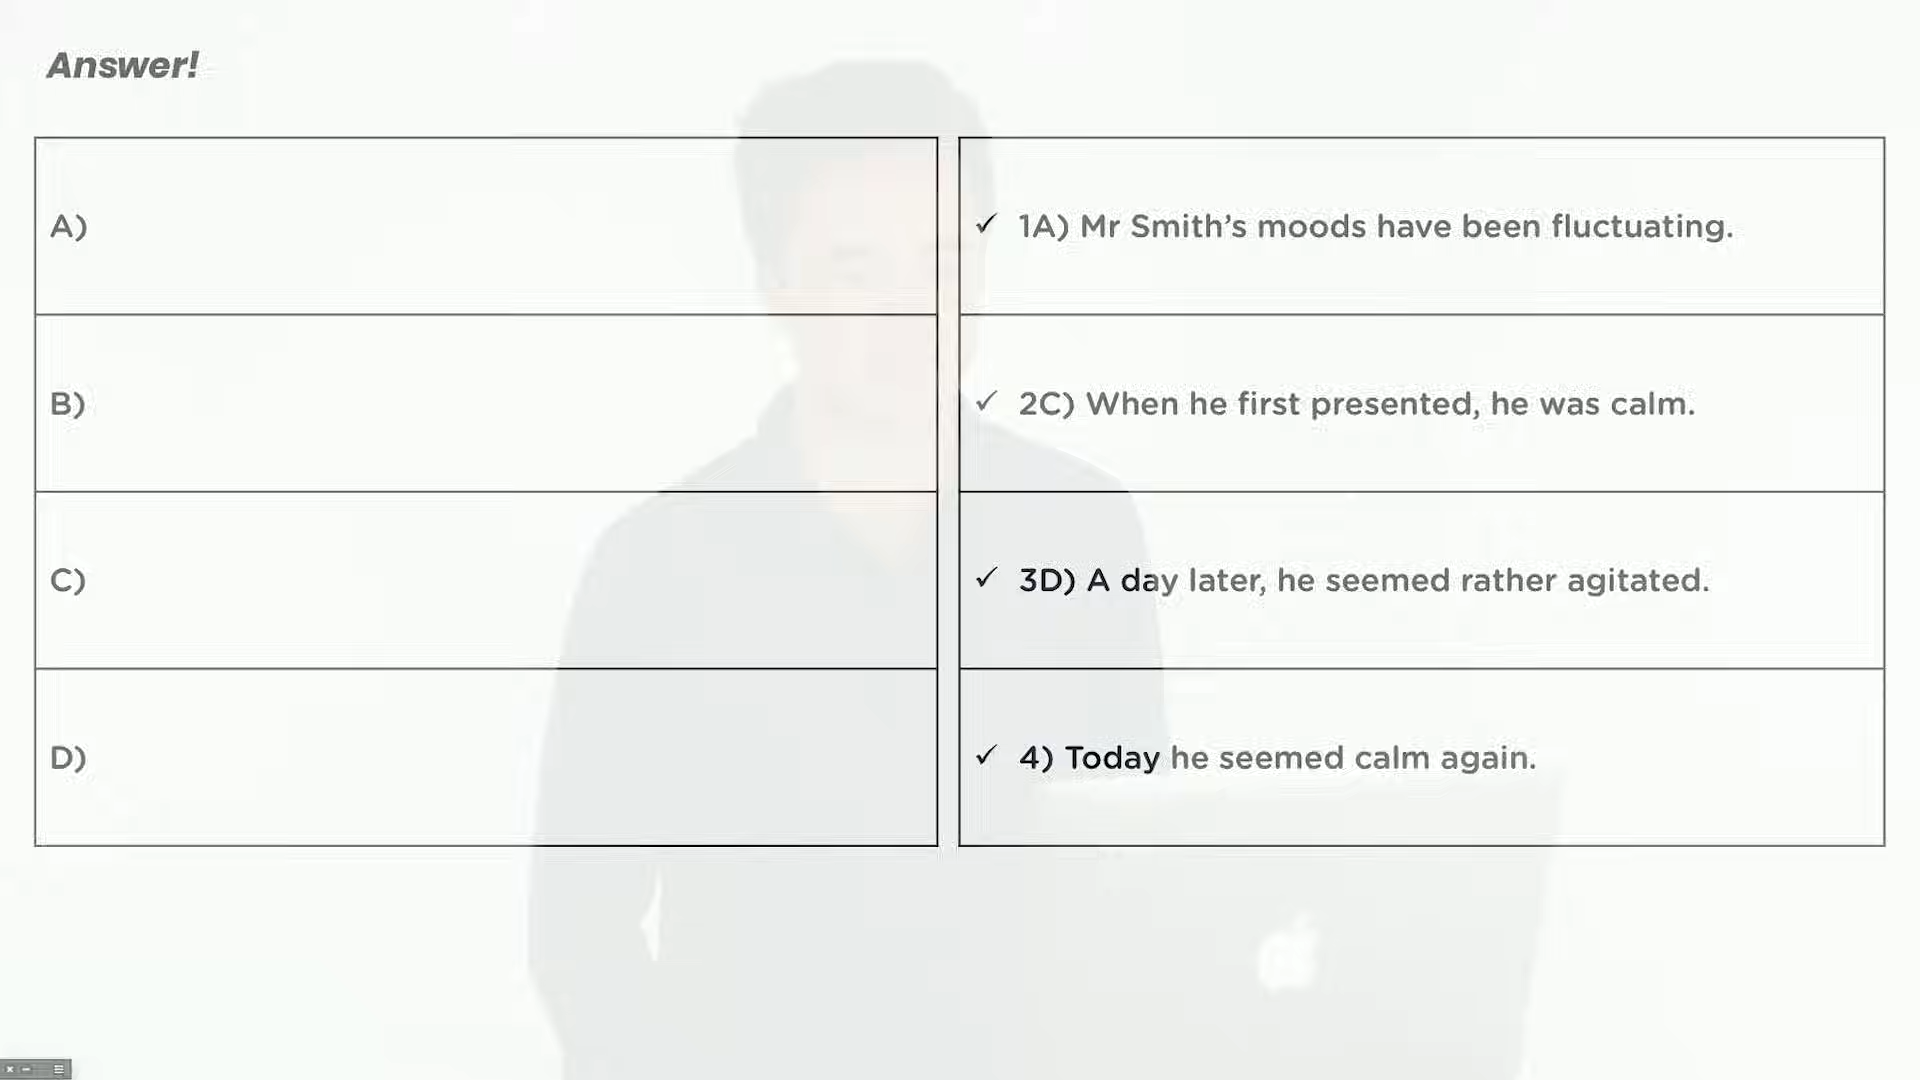 Answer!
A)
✓ 1A) Mr Smith’s moods have been fluctuating.
B)
✓ 2C) When he first presented, he was calm.
C)
✓ 3D) A day later, he seemed rather agitated.
D)
✓ 4) Today he seemed calm again.